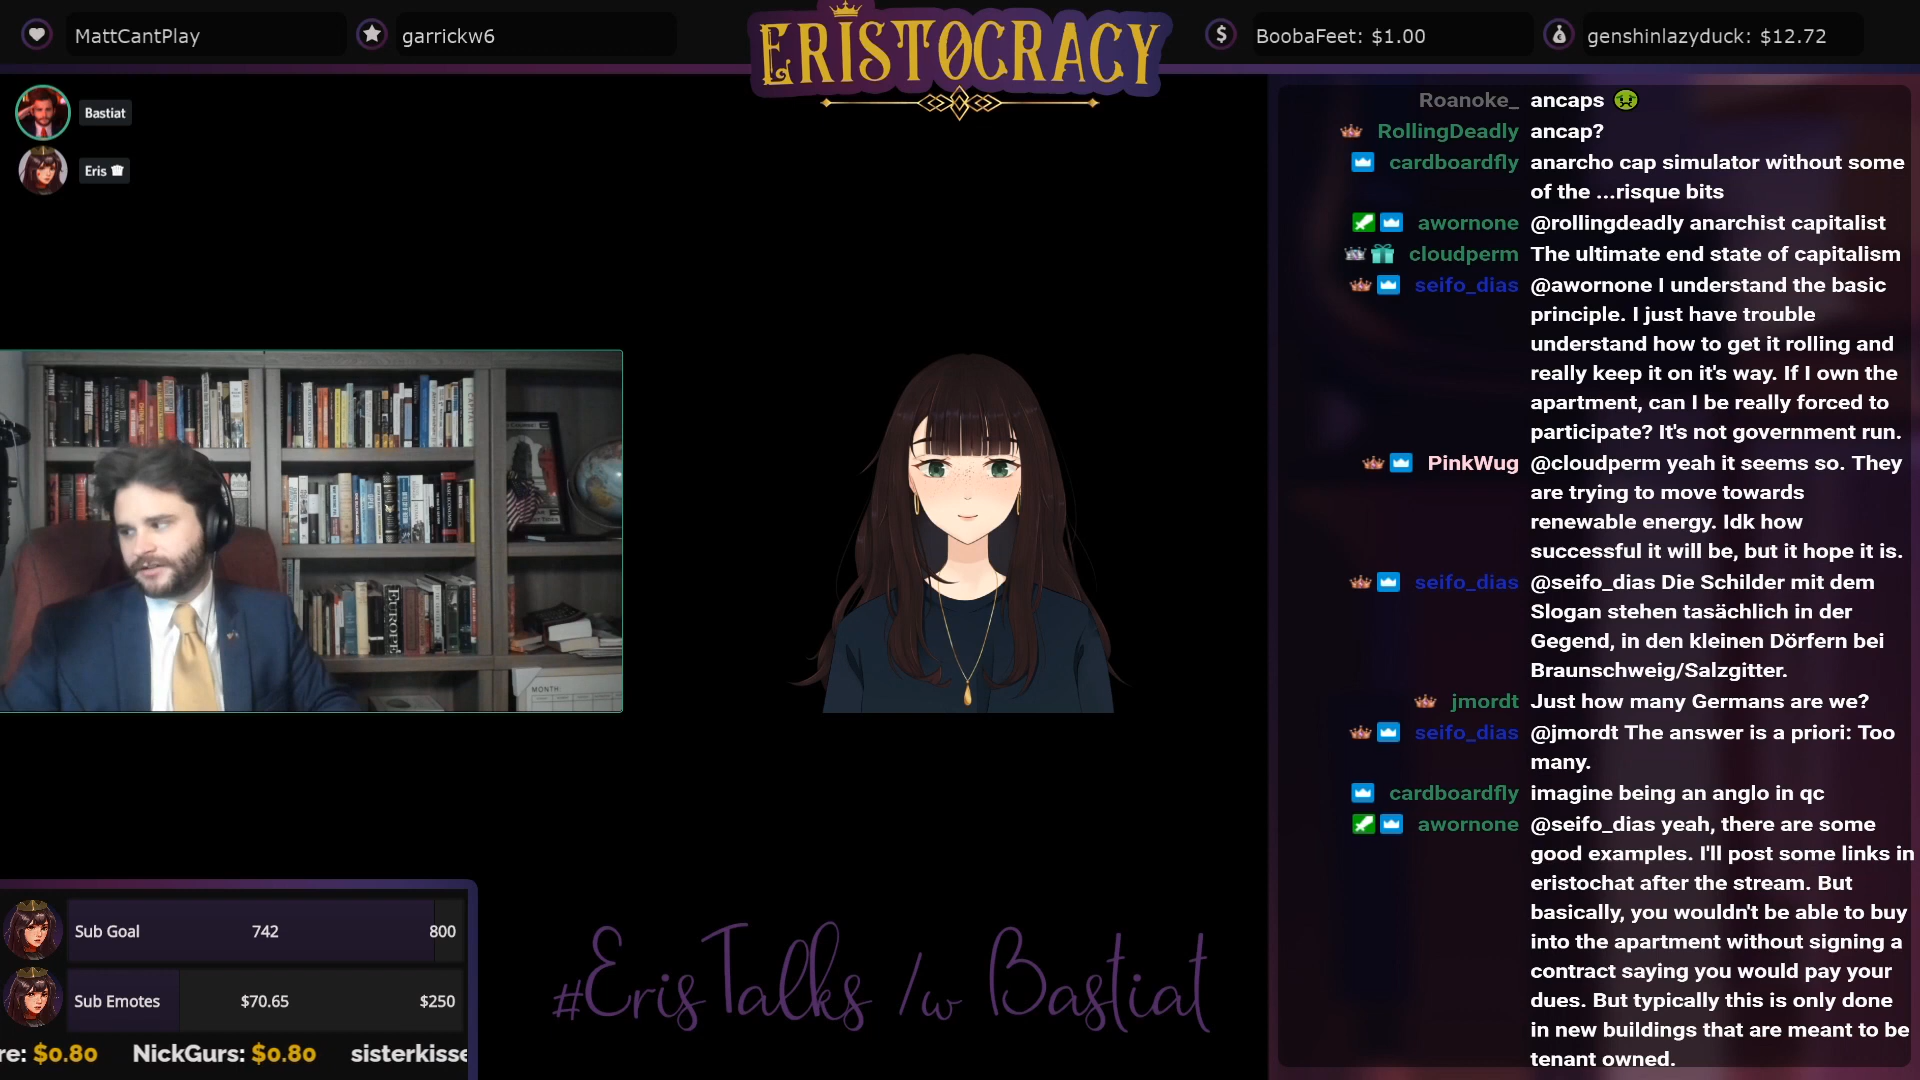 MattCantPlay
garrickw6
ERISTOCRACY
BoobaFeet: $1.00
genshinlazyduck: $12.72
Bastiat
Eris
Roanoke_ ancaps
RollingDeadly ancap?
cardboardfly anarcho cap simulator without some
of the ...risque bits
awornone @rollingdeadly anarchist capitalist
cloudperm The ultimate end state of capitalism
seifo_dias @awornone I understand the basic
principle. I just have trouble
understand how to get it rolling and
really keep it on it's way. If I own the
apartment, can I be really forced to
participate? It's not government run.
PinkWug @cloudperm yeah it seems so. They
are trying to move towards
renewable energy. Idk how
successful it will be, but it hope it is.
seifo_dias @seifo_dias Die Schilder mit dem
Slogan stehen tasächlich in der
Gegend, in den kleinen Dörfern bei
Braunschweig/Salzgitter.
jmordt Just how many Germans are we?
seifo_dias @jmordt The answer is a priori: Too
many.
cardboardfly imagine being an anglo in qc
awornone @seifo_dias yeah, there are some
good examples. I'll post some links in
eristochat after the stream. But
basically, you wouldn't be able to buy
into the apartment without signing a
contract saying you would pay your
dues. But typically this is only done
in new buildings that are meant to be
tenant owned.
EUROPE
MONTH:
Sub Goal 742 800
Sub Emotes $70.65 $250
re: $0.80 NickGurs: $0.80 sisterkisse
#ErisTalks /w Bastiat